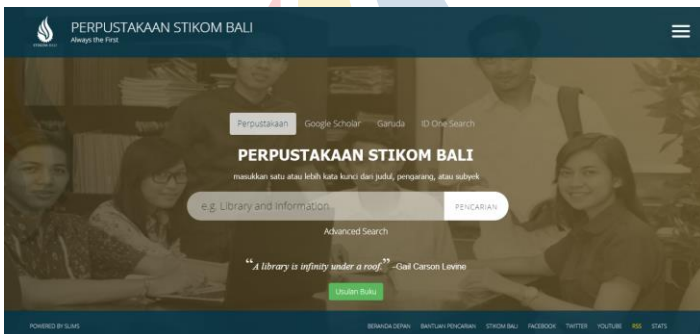 PERPUSTAKAAN STIKOM BALI
Always the First
STIKOM BALI
Perpustakaan Google Scholar Garuda ID One Search
PERPUSTAKAAN STIKOM BALI
masukkan satu atau lebih kata kunci dari judul, pengarang, atau subyek
e.g. Library and Information PENCARIAN
Advanced Search
“A library is infinity under a roof.” –Gail Carson Levine
Usulan Buku
POWERED BY SLIMS BERANDA DEPAN BANTUAN PENCARIAN STIKOM BALI FACEBOOK TWITTER YOUTUBE RSS STATS